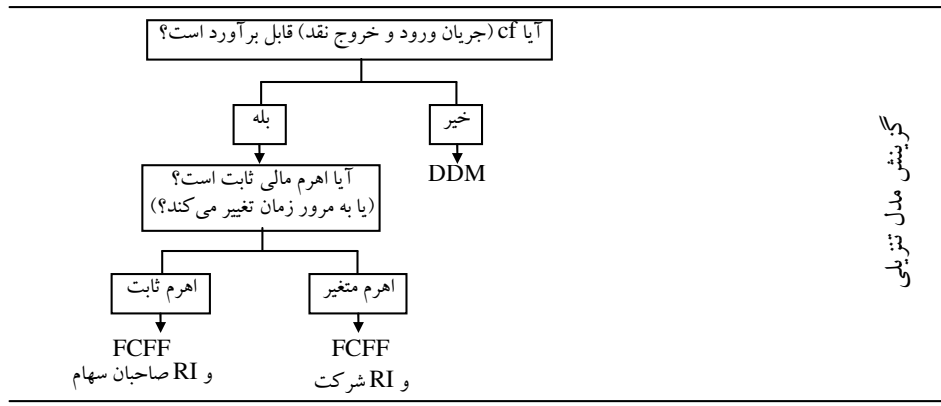 گزینش مدل تنزیلی
آیا cf (جریان ورود و خروج نقد) قابل برآورد است؟
خیر
بله
DDM
آیا اهرم مالی ثابت است؟
(یا به مرور زمان تغییر می‌کند؟)
اهرم متغیر
اهرم ثابت
FCFF
و RI شرکت
FCFF
و RI صاحبان سهام